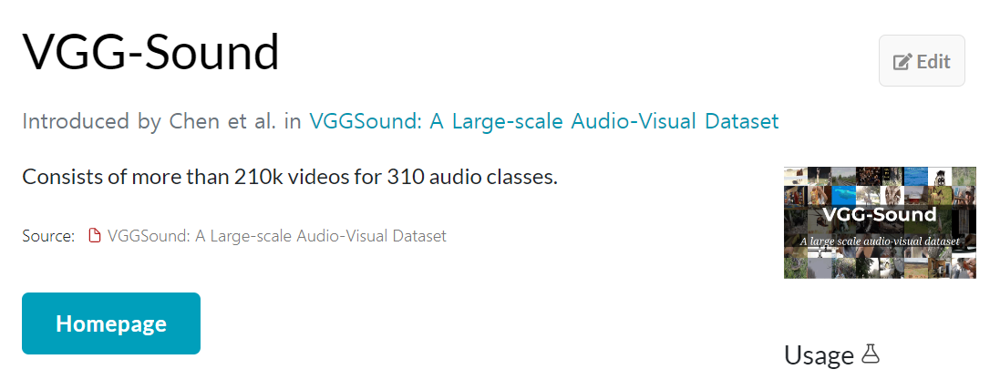 VGG-Sound
Edit
Introduced by Chen et al. in VGGSound: A Large-scale Audio-Visual Dataset
Consists of more than 210k videos for 310 audio classes.
VGG-Sound
A large scale audio-visual dataset
Source: VGGSound: A Large-scale Audio-Visual Dataset
Homepage
Usage